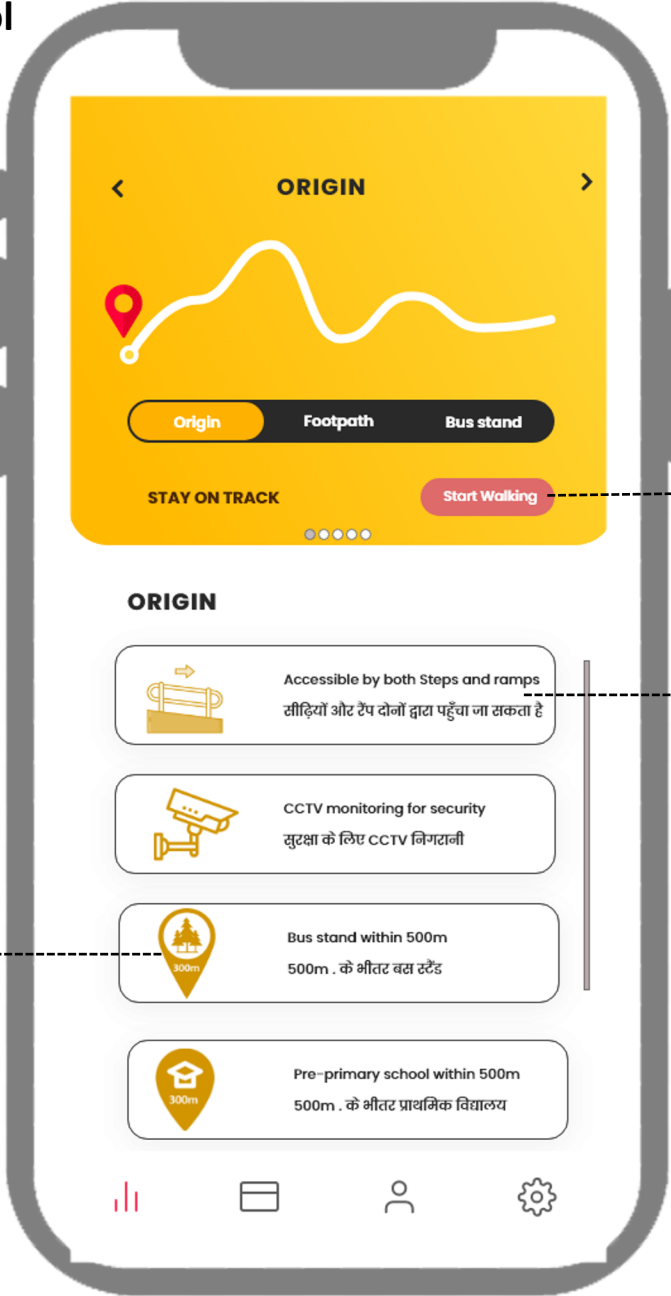 ol
ORIGIN
Origin Footpath Bus stand
STAY ON TRACK Start Walking
ORIGIN
Accessible by both Steps and ramps
सीढ़ियों और रैंप दोनों द्वारा पहुँचा जा सकता है
CCTV monitoring for security
सुरक्षा के लिए CCTV निगरानी
Bus stand within 500m
300m
500m . के भीतर बस स्टैंड
Pre-primary school within 500m
300m
500m . के भीतर प्राथमिक विद्यालय